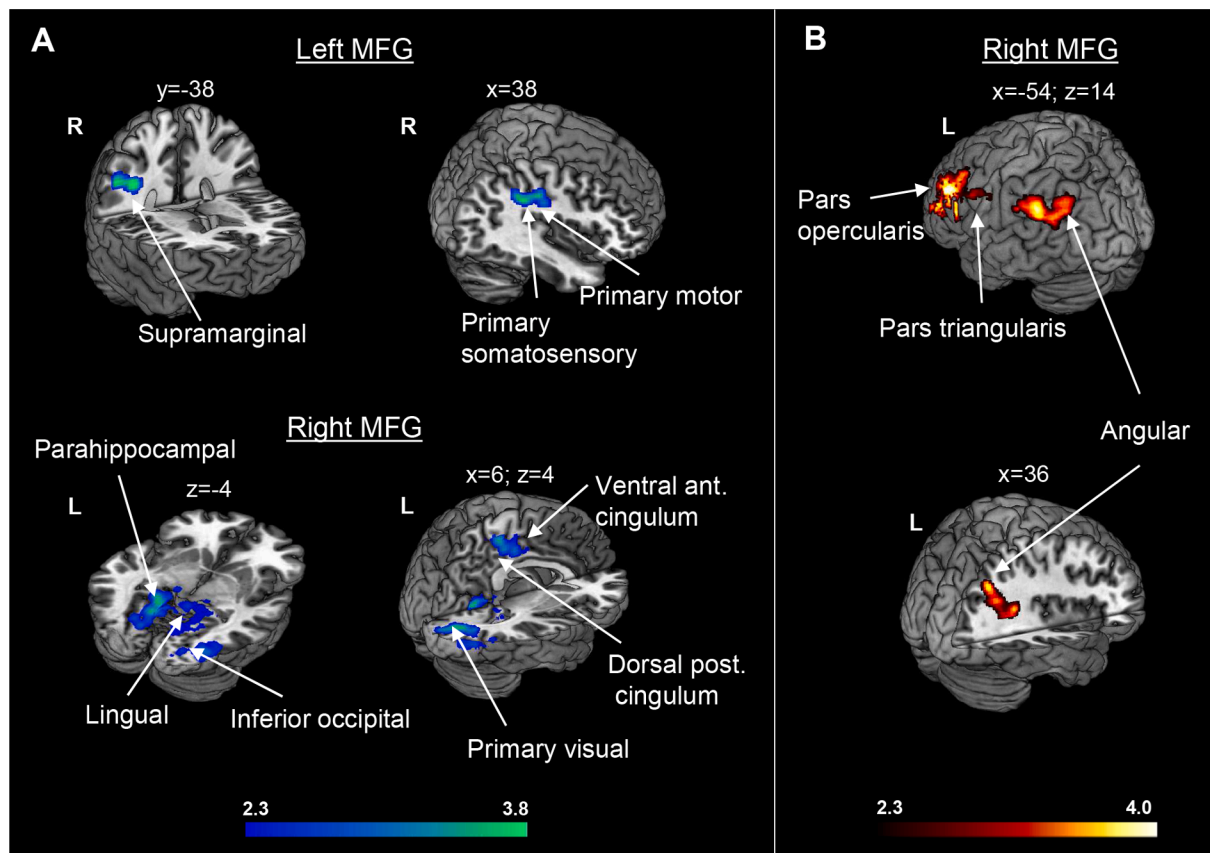 A
Left MFG
y=-38
x=38
R
R
Supramarginal
Primary
somatosensory
Primary motor
Right MFG
Parahippocampal
z=-4
x=6; z=4
L
L
Ventral ant.
cingulum
Dorsal post.
cingulum
Lingual
Inferior occipital
Primary visual
2.3
3.8
B
Right MFG
x=-54; z=14
L
Pars
opercularis
Pars triangularis
Angular
x=36
L
2.3
4.0